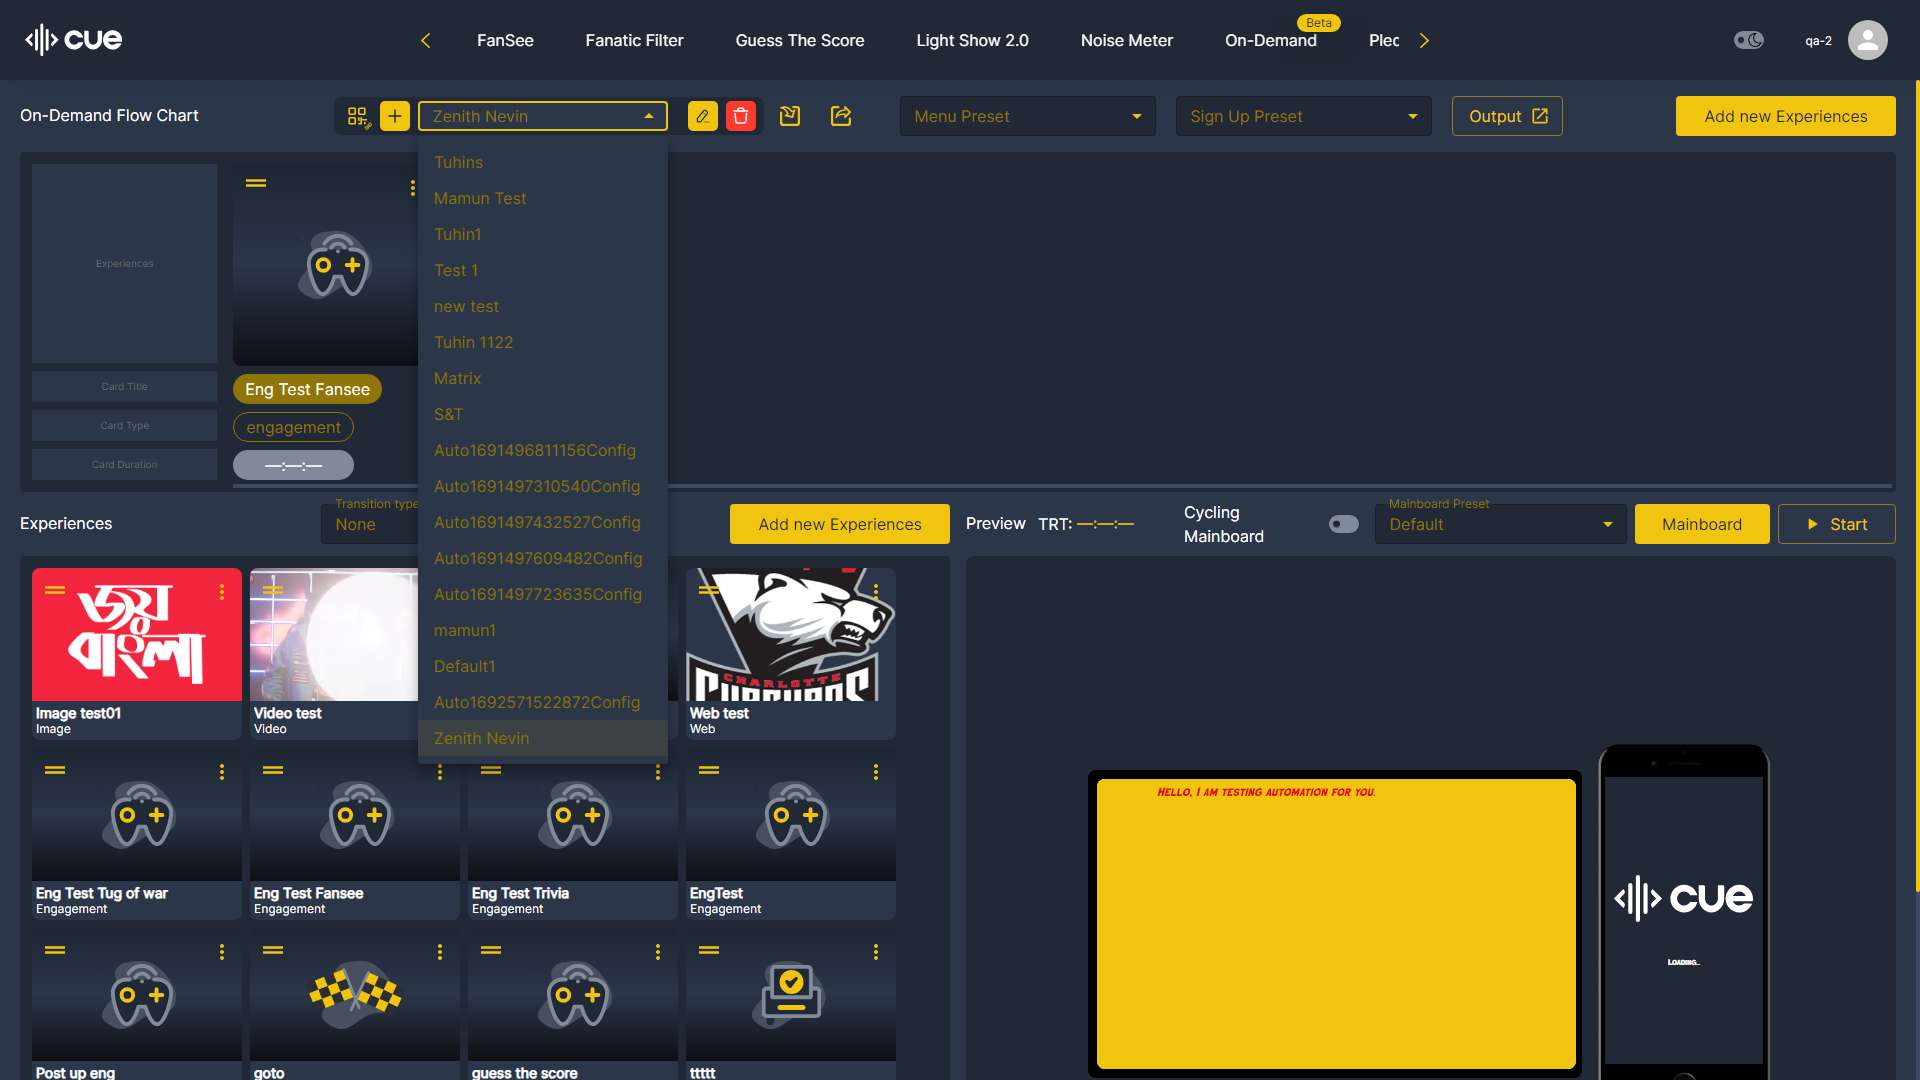 cue
FanSee
Fanatic Filter
Guess The Score
Light Show 2.0
Noise Meter
On-Demand
Beta
Plec
qa-2
On-Demand Flow Chart
Zenith Nevin
Menu Preset
Sign Up Preset
Output
Add new Experiences
Tuhins
Mamun Test
Tuhin1
Test 1
new test
Tuhin 1122
Matrix
S&T
Auto1691496811156Config
Auto1691497310540Config
Auto1691497432527Config
Auto1691497609482Config
Auto1691497723635Config
mamun1
Default1
Auto1692571522872Config
Zenith Nevin
Experiences
Card Title
Card Type
Card Duration
Eng Test Fansee
engagement
—:—:—
Experiences
Transition type
None
Add new Experiences
Preview TRT: —:—:—
Cycling
Mainboard
Mainboard Preset
Default
Mainboard
Start
জয়
বাংলা
Image test01
Image
Video test
Video
CHARLOTTE
Web test
Web
Eng Test Tug of war
Engagement
Eng Test Fansee
Engagement
Eng Test Trivia
Engagement
EngTest
Engagement
Post up eng
goto
guess the score
ttttt
Hello, I am testing automation for you.
cue
Loading...